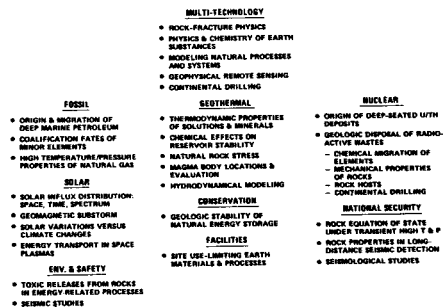 MULTI-TECHNOLOGY
• ROCK-FRACTURE PHYSICS
• PHYSICS & CHEMISTRY OF EARTH
SUBSTANCES
• MODELING NATURAL PROCESSES
AND SYSTEMS
• GEOPHYSICAL REMOTE SENSING
• CONTINENTAL DRILLING
FOSSIL
• ORIGIN & MIGRATION OF
DEEP MARINE PETROLEUM
• COALIFICATION FATES OF
MINOR ELEMENTS
• HIGH TEMPERATURE/PRESSURE
PROPERTIES OF NATURAL GAS
SOLAR
• SOLAR INFLUX DISTRIBUTION:
SPACE, TIME, SPECTRUM
• GEOMAGNETIC SUBSTORM
• SOLAR VARIATIONS VERSUS
CLIMATE CHANGES
• ENERGY TRANSPORT IN SPACE
PLASMAS
ENV. & SAFETY
• TOXIC RELEASES FROM ROCKS
IN ENERGY-RELATED PROCESSES
• SEISMIC STUDIES
GEOTHERMAL
• THERMODYNAMIC PROPERTIES
OF SOLUTIONS & MINERALS
• CHEMICAL EFFECTS ON
RESERVOIR STABILITY
• NATURAL ROCK STRESS
• MAGMA BODY LOCATIONS &
EVALUATION
• HYDRODYNAMICAL MODELING
CONSERVATION
• GEOLOGIC STABILITY OF
NATURAL ENERGY STORAGE
FACILITIES
• SITE USE-LIMITING EARTH
MATERIALS & PROCESSES
NUCLEAR
• ORIGIN OF DEEP-SEATED U/TH
DEPOSITS
• GEOLOGIC DISPOSAL OF RADIO-
ACTIVE WASTES
– CHEMICAL MIGRATION OF
ELEMENTS
– MECHANICAL PROPERTIES
OF ROCKS
– ROCK HOSTS
– CONTINENTAL DRILLING
NATIONAL SECURITY
• ROCK EQUATION OF STATE
UNDER TRANSIENT HIGH T & P
• ROCK PROPERTIES IN LONG-
DISTANCE SEISMIC DETECTION
• SEISMOLOGICAL STUDIES